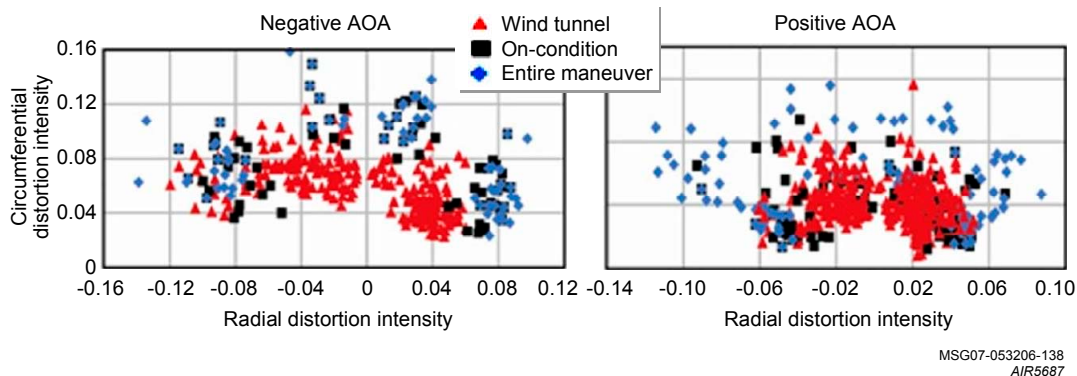 Negative AOA
Wind tunnel
On-condition
Entire maneuver
Positive AOA
Circumferential
distortion intensity
0.16
0.12
0.08
0.04
0
-0.16 -0.12 -0.08 -0.04 0 0.04 0.08 0.12
-0.14 -0.10 -0.06 -0.02 0.02 0.06 0.10
Radial distortion intensity
Radial distortion intensity
MSG07-053206-138
AIR5687